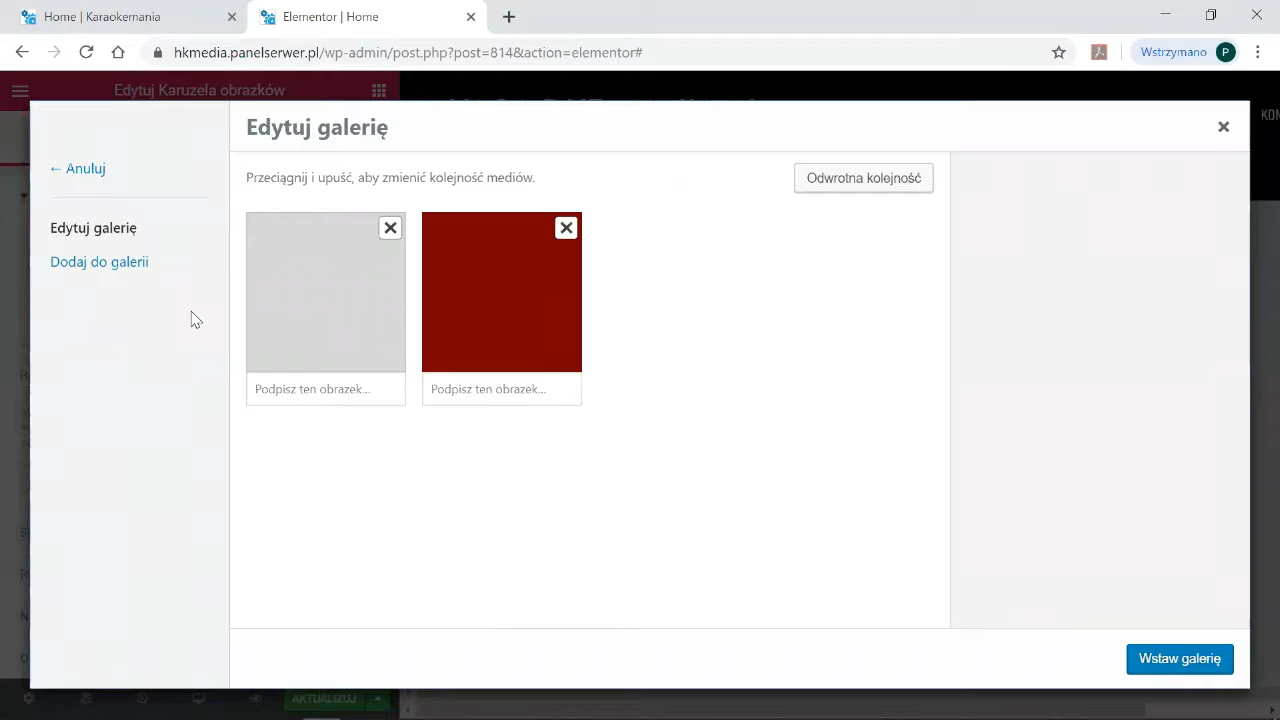 Home | Karaokemania
Elementor | Home
hkmedia.panelserwer.pl/wp-admin/post.php?post=814&action=elementor#
Wstrzymano
P
Edytuj Karuzela obrazków
KON
Edytuj galerię
← Anuluj
Przeciągnij i upuść, aby zmienić kolejność mediów.
Odwrotna kolejność
Edytuj galerię
Dodaj do galerii
Podpisz ten obrazek...
Podpisz ten obrazek...
Wstaw galerię
AKTUALIZUJ